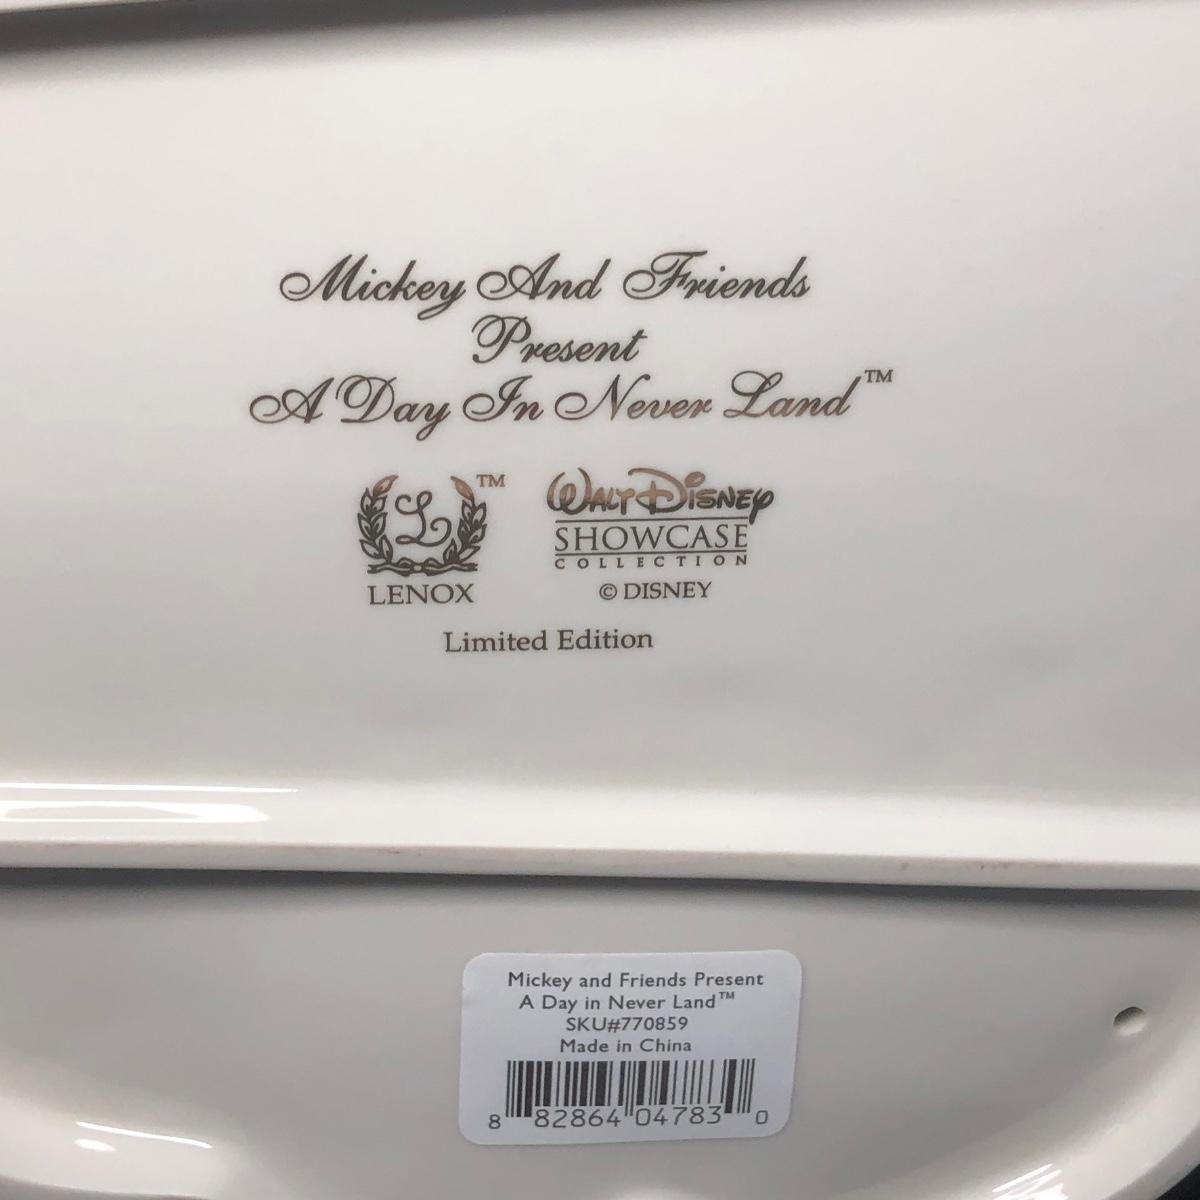 Mickey And Friends
Present
A Day In Never Land™
L ™
LENOX
WALT DISNEY
SHOWCASE
COLLECTION
© DISNEY
Limited Edition
Mickey and Friends Present
A Day in Never Land™
SKU#770859
Made in China
8 82864 04783 0